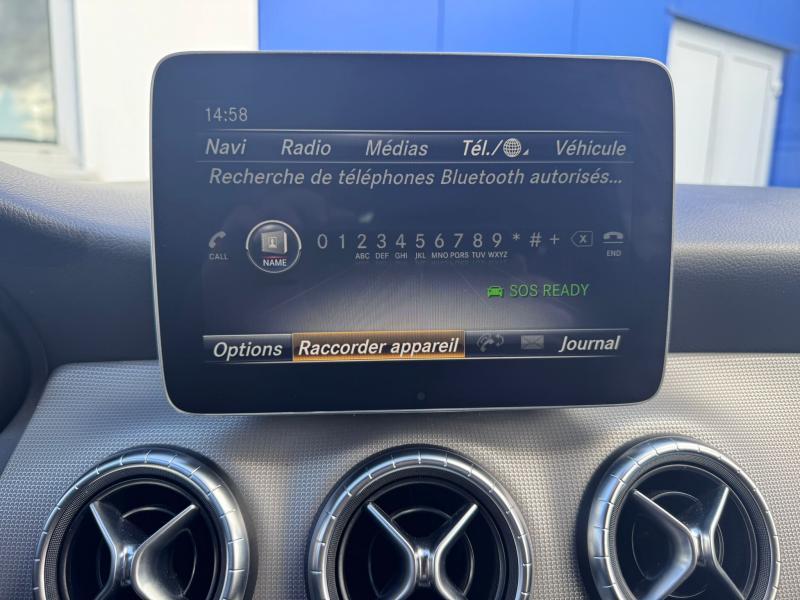 14:58
Navi Radio Médias Tél./ Véhicule
Recherche de téléphones Bluetooth autorisés...
0 1 2 3 4 5 6 7 8 9 * # +
CALL NAME ABC DEF GHI JKL MNO PQRS TUV WXYZ END
SOS READY
Options Raccorder appareil Journal